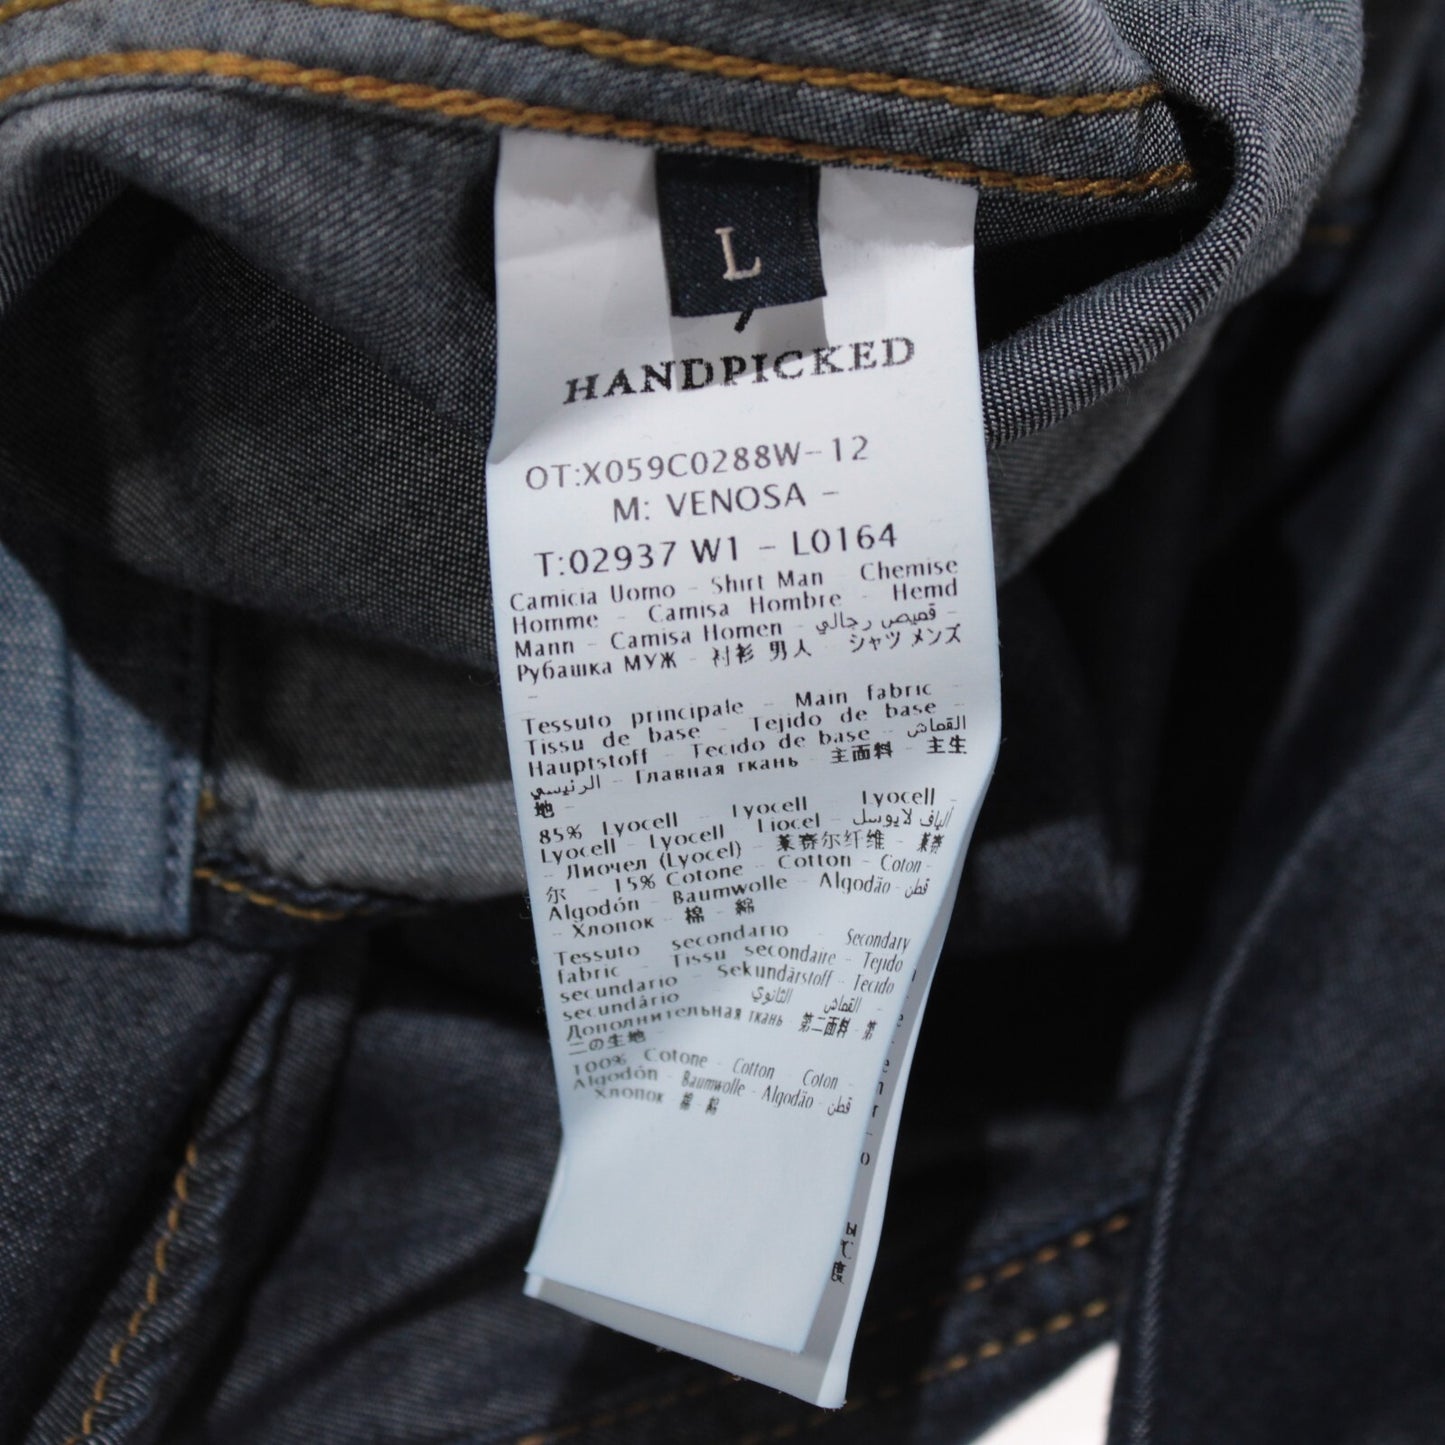 L
HANDPICKED
OT:X059C0288W-12
M: VENOSA -
T:02937 W1 - L0164
Camicia Uomo - Shirt Man - Chemise
Homme - Camisa Hombre - Hemd
Mann - Camisa Homen - قميص رجالي -
Рубашка МУЖ - 衬衫 男人 - シャツ メンズ
-
Tessuto principale - Main fabric -
Tissu de base - Tejido de base -
Hauptstoff - Tecido de base - القماش
الرئيسي - Главная ткань - 主面料 - 主生
地 -
85% Lyocell - Lyocell - Lyocell -
Lyocell - Lyocell - Liocel - ألياف لايوسل
- Лиочел (Lyocel) - 莱赛尔纤维 - 莱赛
尔 - 15% Cotone - Cotton - Coton -
Algodón - Baumwolle - Algodão - قطن
- Хлопок - 棉 - 綿
Tessuto secondario - Secondary
fabric - Tissu secondaire - Tejido
secundario - Sekundärstoff - Tecido
secundário - القماش الثانوي -
Дополнительная ткань - 第二面料 - 第
二の生地
100% Cotone - Cotton - Coton -
Algodón - Baumwolle - Algodão - قطن
- Хлопок - 棉 - 綿